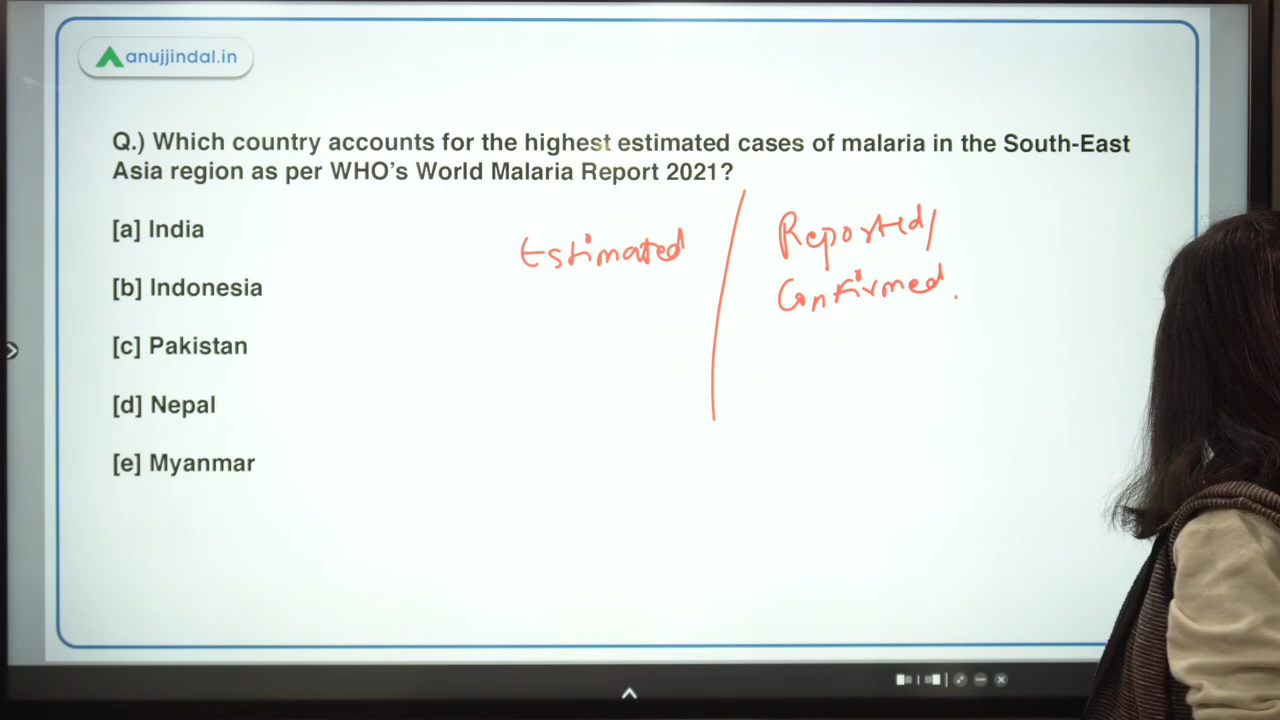 anujjindal.in
Q.) Which country accounts for the highest estimated cases of malaria in the South-East
Asia region as per WHO's World Malaria Report 2021?
[a] India
[b] Indonesia
[c] Pakistan
[d] Nepal
[e] Myanmar
Estimated
Reported/
Confirmed.